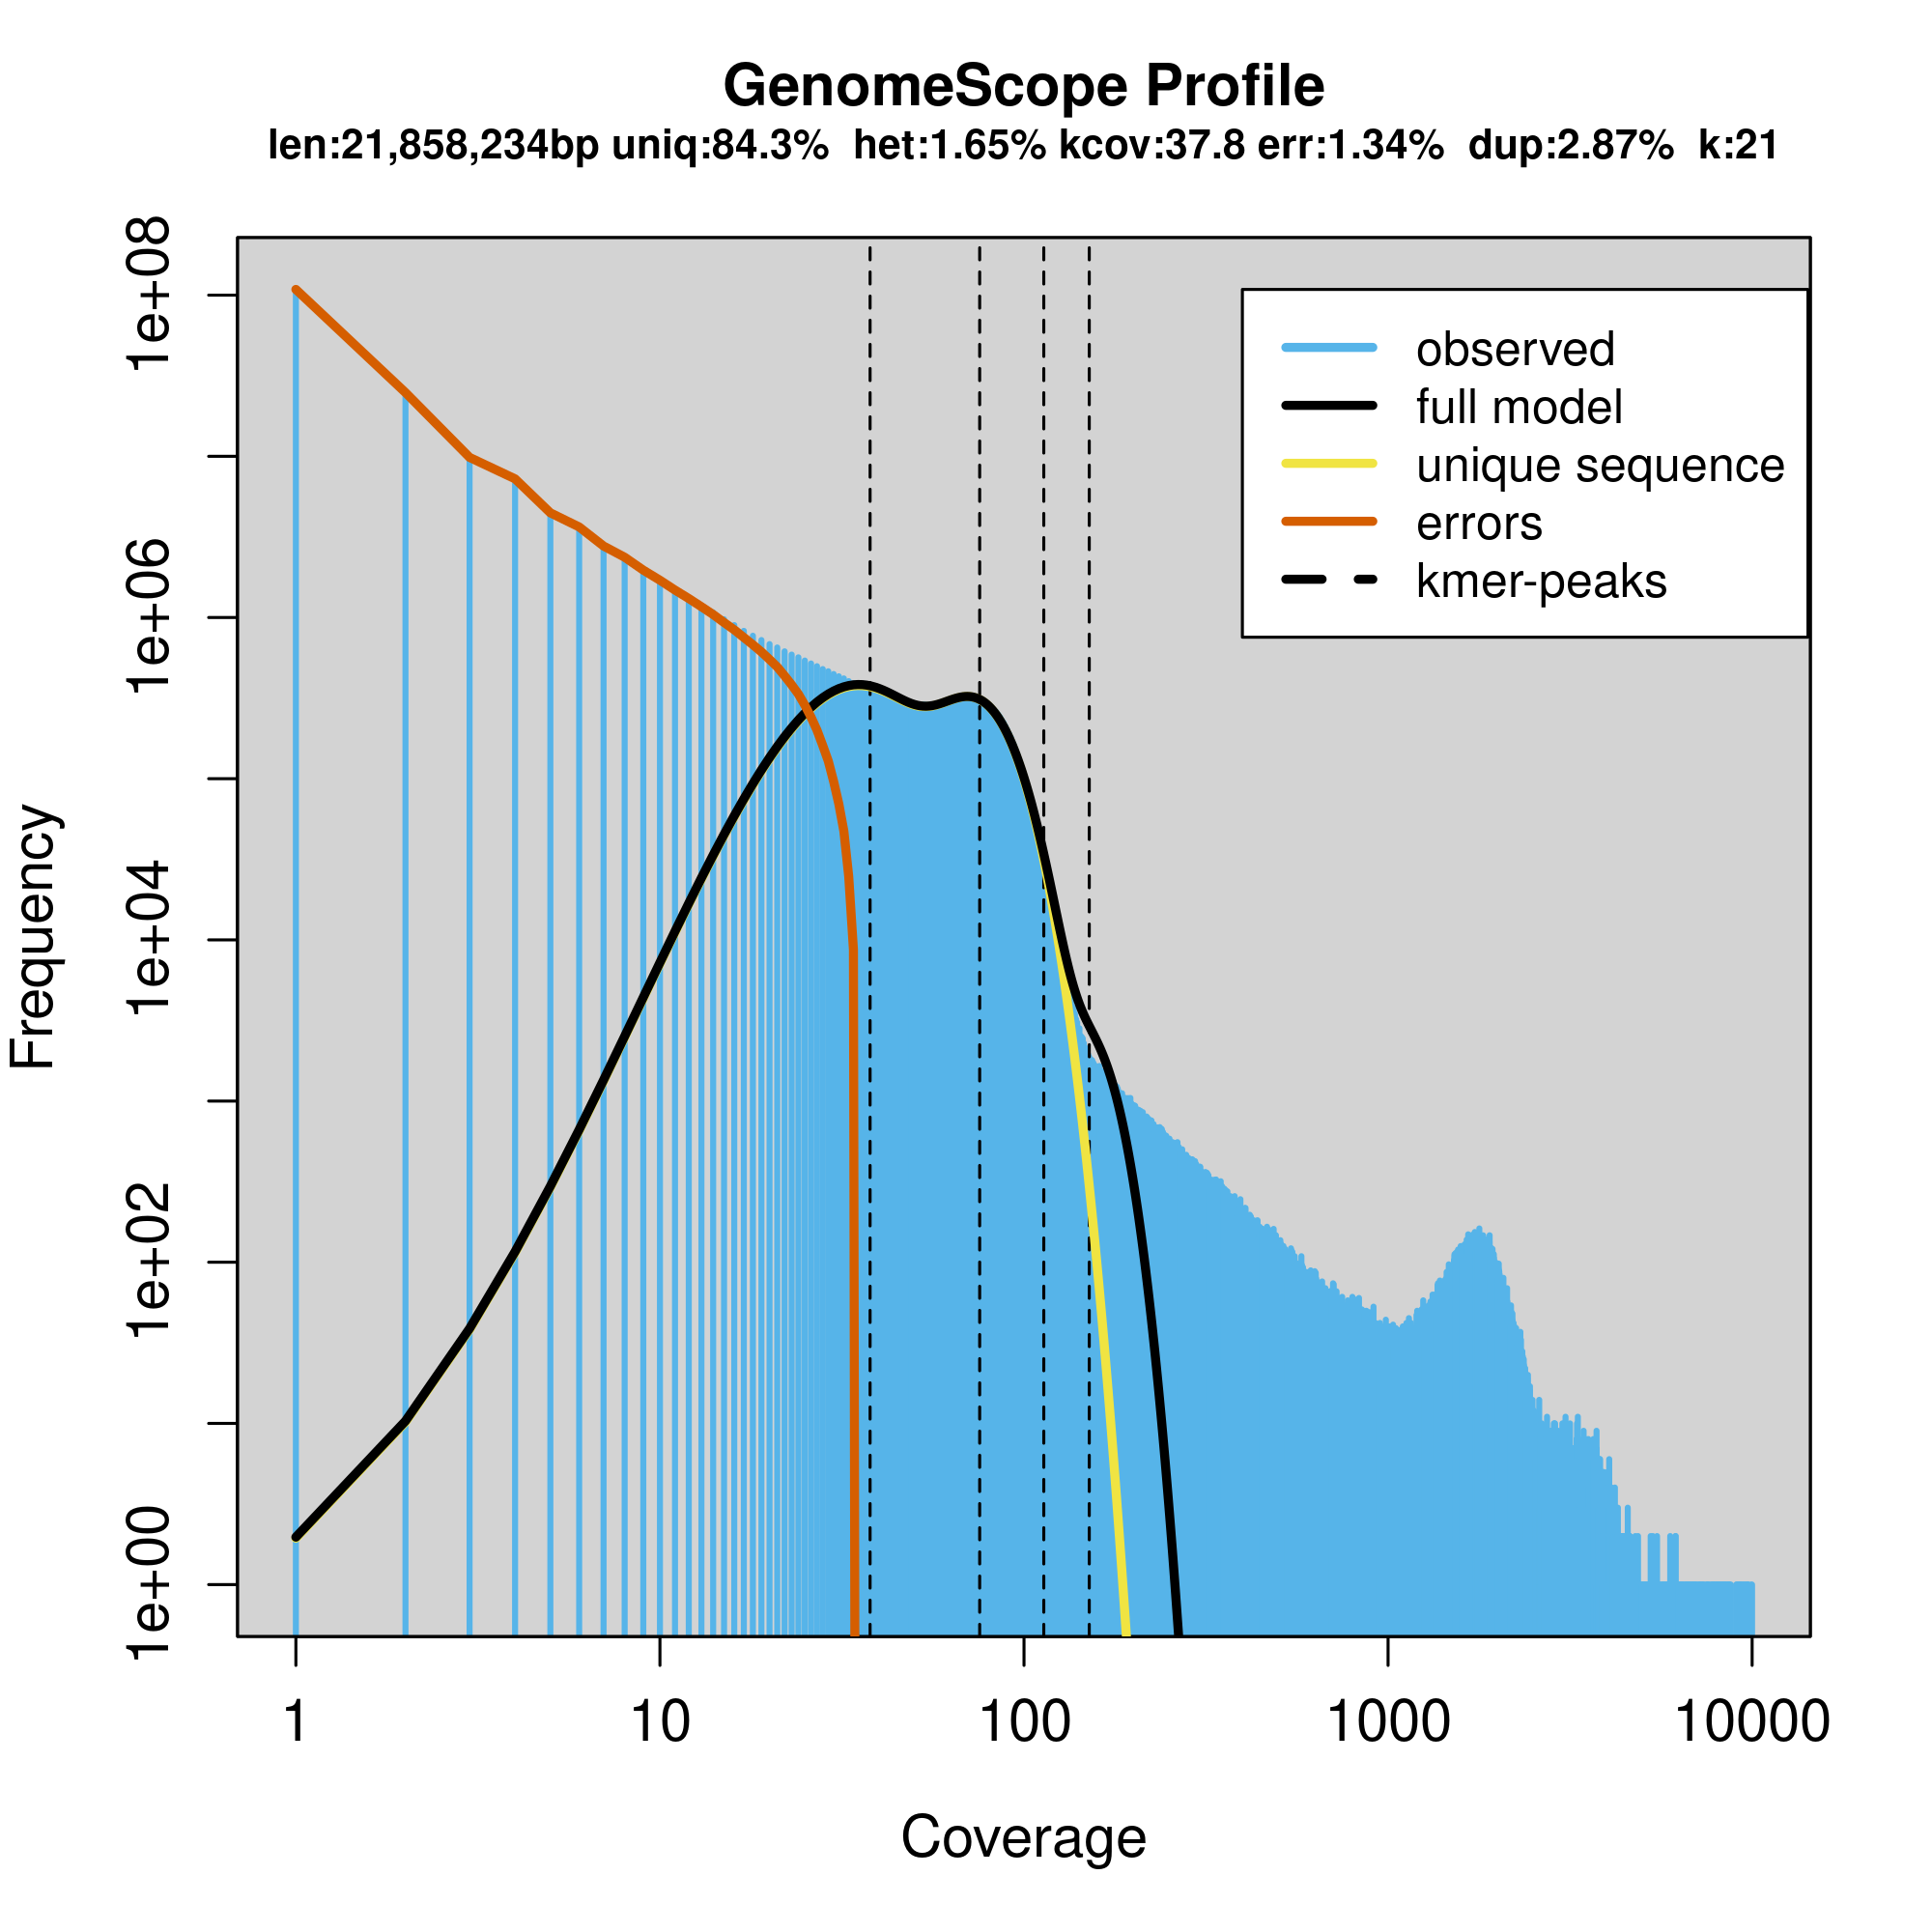 GenomeScope Profile
len:21,858,234bp uniq:84.3% het:1.65% kcov:37.8 err:1.34% dup:2.87% k:21
observed
full model
unique sequence
errors
kmer-peaks
Frequency
1e+08
1e+06
1e+04
1e+02
1e+00
1 10 100 1000 10000
Coverage